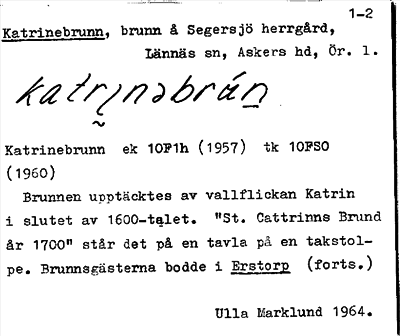 1-2
Katrinebrunn, brunn å Segersjö herrgård,
Lännäs sn, Askers hd, Ör. l.
katrinəbrún
Katrinebrunn ek 10F1h (1957) tk 10FSO
(1960)
Brunnen upptäcktes av vallflickan Katrin
i slutet av 1600-talet. "St. Cattrinns Brund
år 1700" står det på en tavla på en takstol-
pe. Brunnsgästerna bodde i Erstorp (forts.)
Ulla Marklund 1964.